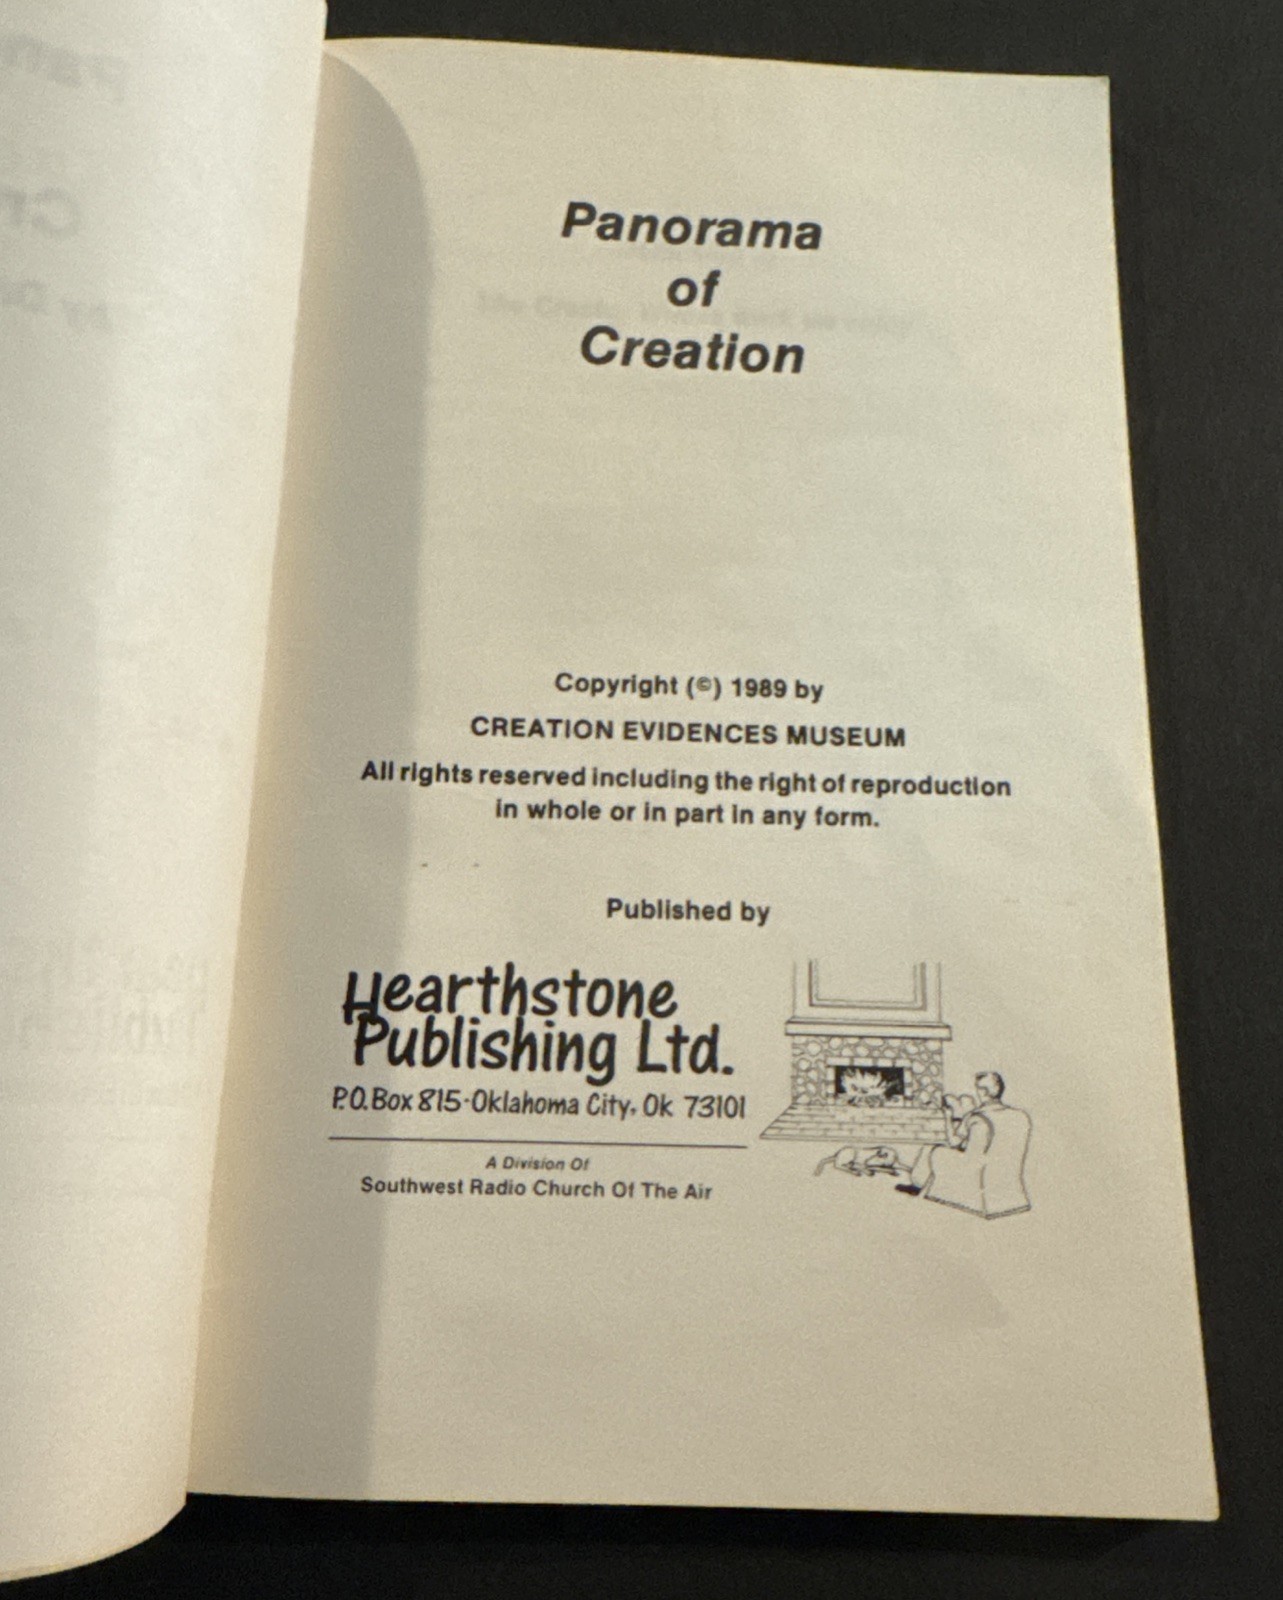 Panorama
of
Creation
Copyright (©) 1989 by
CREATION EVIDENCES MUSEUM
All rights reserved including the right of reproduction
in whole or in part in any form.
Published by
Hearthstone
Publishing Ltd.
P.O. Box 815·Oklahoma City, Ok 73101
A Division Of
Southwest Radio Church Of The Air